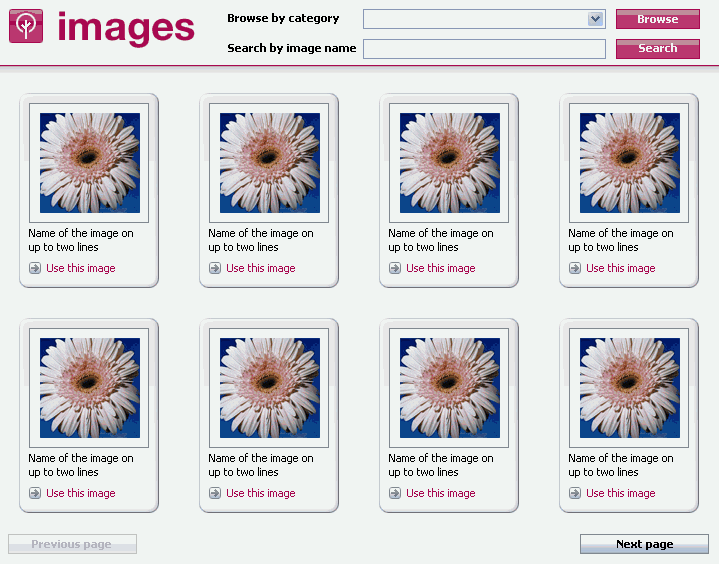 images
Browse by category
Browse
Search by image name
Search
Name of the image on
up to two lines
Use this image
Name of the image on
up to two lines
Use this image
Name of the image on
up to two lines
Use this image
Name of the image on
up to two lines
Use this image
Name of the image on
up to two lines
Use this image
Name of the image on
up to two lines
Use this image
Name of the image on
up to two lines
Use this image
Name of the image on
up to two lines
Use this image
Previous page
Next page